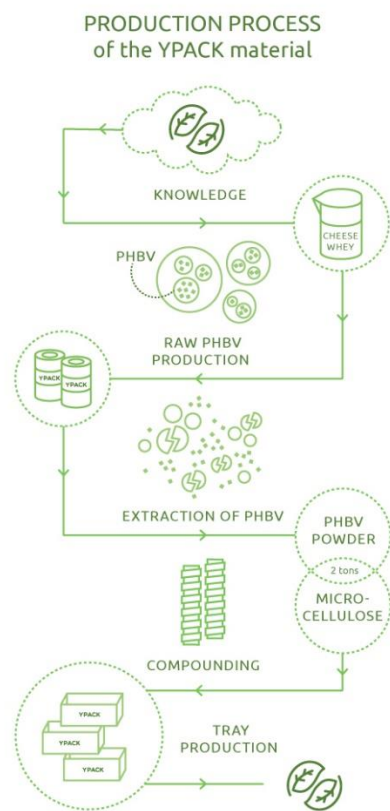 PRODUCTION PROCESS
of the YPACK material
KNOWLEDGE
CHEESE
WHEY
PHBV
RAW PHBV
PRODUCTION
YPACK
YPACK
EXTRACTION OF PHBV
PHBV
POWDER
2 tons
MICRO-
CELLULOSE
COMPOUNDING
YPACK
YPACK
YPACK
TRAY
PRODUCTION